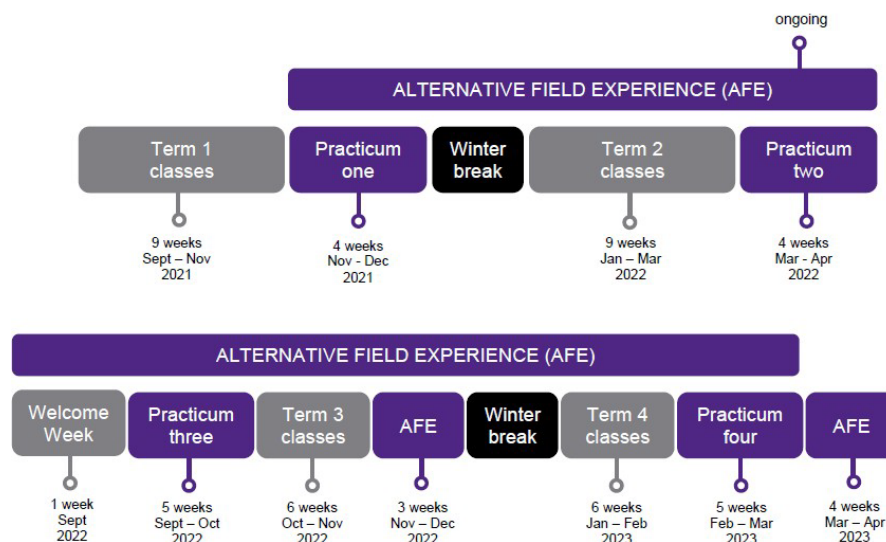 ongoing
ALTERNATIVE FIELD EXPERIENCE (AFE)
Term 1
classes
Practicum
one
Winter
break
Term 2
classes
Practicum
two
9 weeks
Sept – Nov
2021
4 weeks
Nov - Dec
2021
9 weeks
Jan – Mar
2022
4 weeks
Mar - Apr
2022
ALTERNATIVE FIELD EXPERIENCE (AFE)
Welcome
Week
Practicum
three
Term 3
classes
AFE
Winter
break
Term 4
classes
Practicum
four
AFE
1 week
Sept
2022
5 weeks
Sept – Oct
2022
6 weeks
Oct – Nov
2022
3 weeks
Nov – Dec
2022
6 weeks
Jan – Feb
2023
5 weeks
Feb – Mar
2023
4 weeks
Mar – Apr
2023